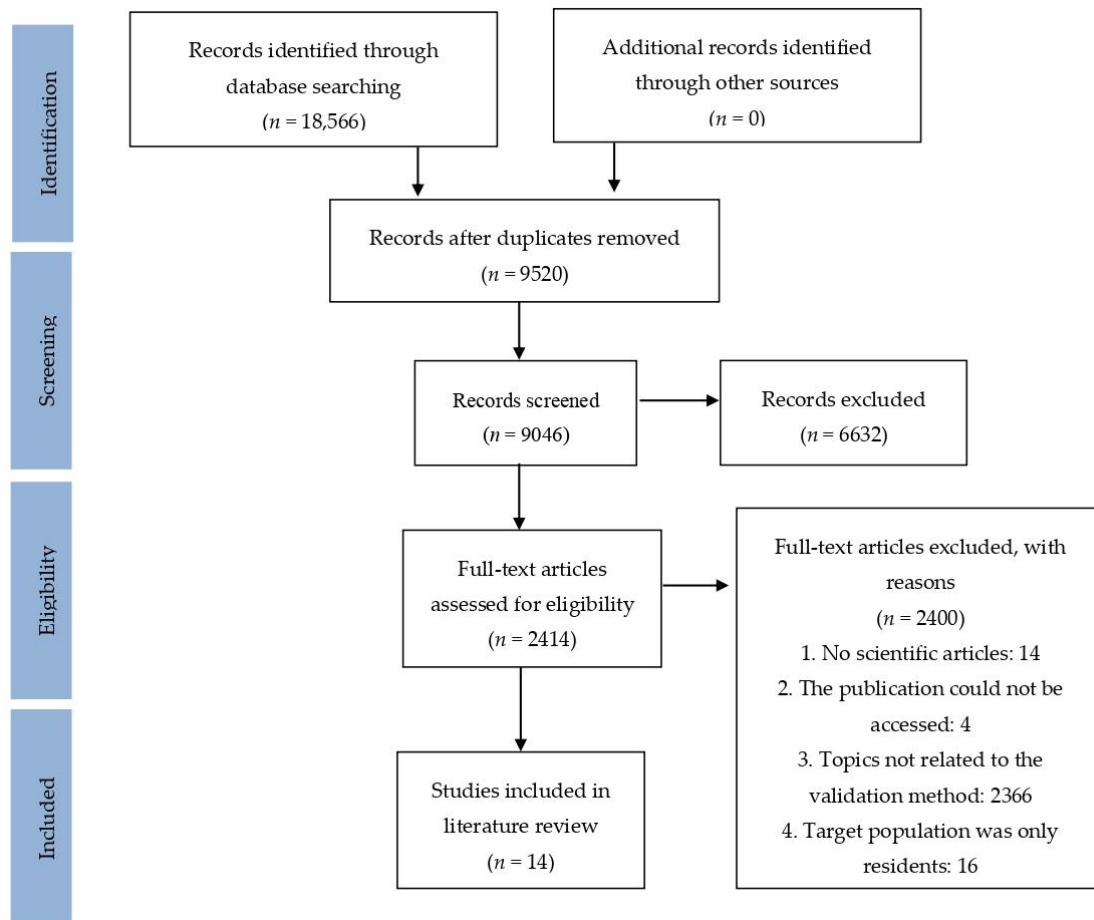 Identification
Records identified through
database searching
(n = 18,566)
Additional records identified
through other sources
(n = 0)
Records after duplicates removed
(n = 9520)
Screening
Records screened
(n = 9046)
Records excluded
(n = 6632)
Eligibility
Full-text articles
assessed for eligibility
(n = 2414)
Full-text articles excluded, with
reasons
(n = 2400)
1. No scientific articles: 14
2. The publication could not be
accessed: 4
3. Topics not related to the
validation method: 2366
4. Target population was only
residents: 16
Included
Studies included in
literature review
(n = 14)